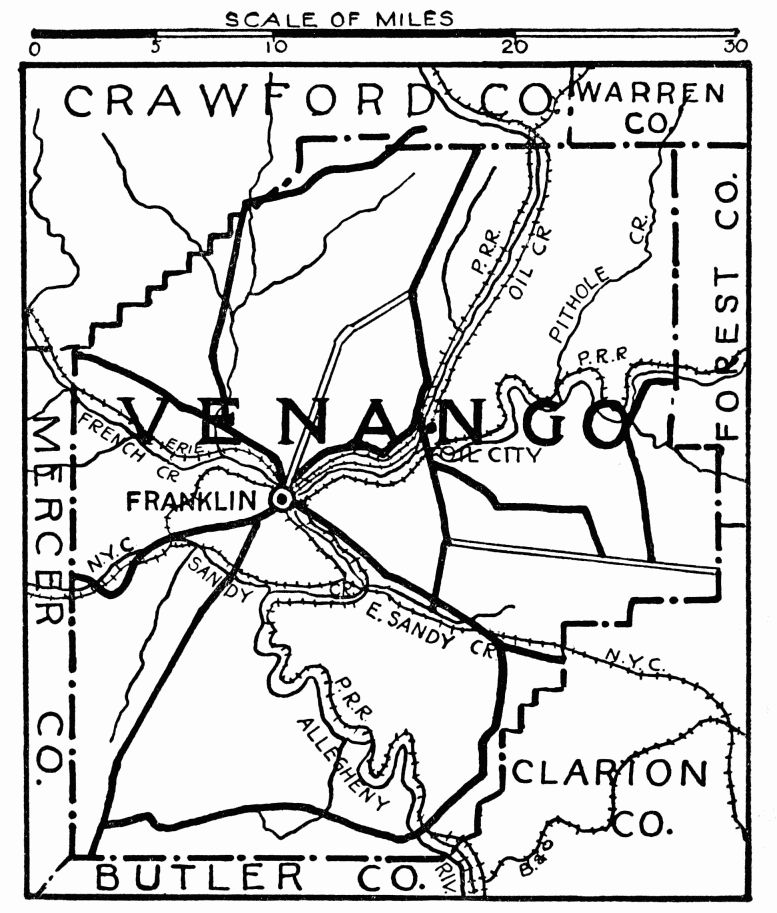 SCALE OF MILES
0 5 10 20 30
CRAWFORD CO.
WARREN
CO.
FOREST CO.
P.R.R.
OIL CR
PITHOLE CR.
P.R.R
VENANGO
FRENCH CR
ERIE
OIL CITY
FRANKLIN
MERCER CO.
N.Y.C.
SANDY CR.
E. SANDY CR.
N.Y.C.
P.R.R.
ALLEGHENY RIV.
CLARION
CO.
B.&O
BUTLER CO.